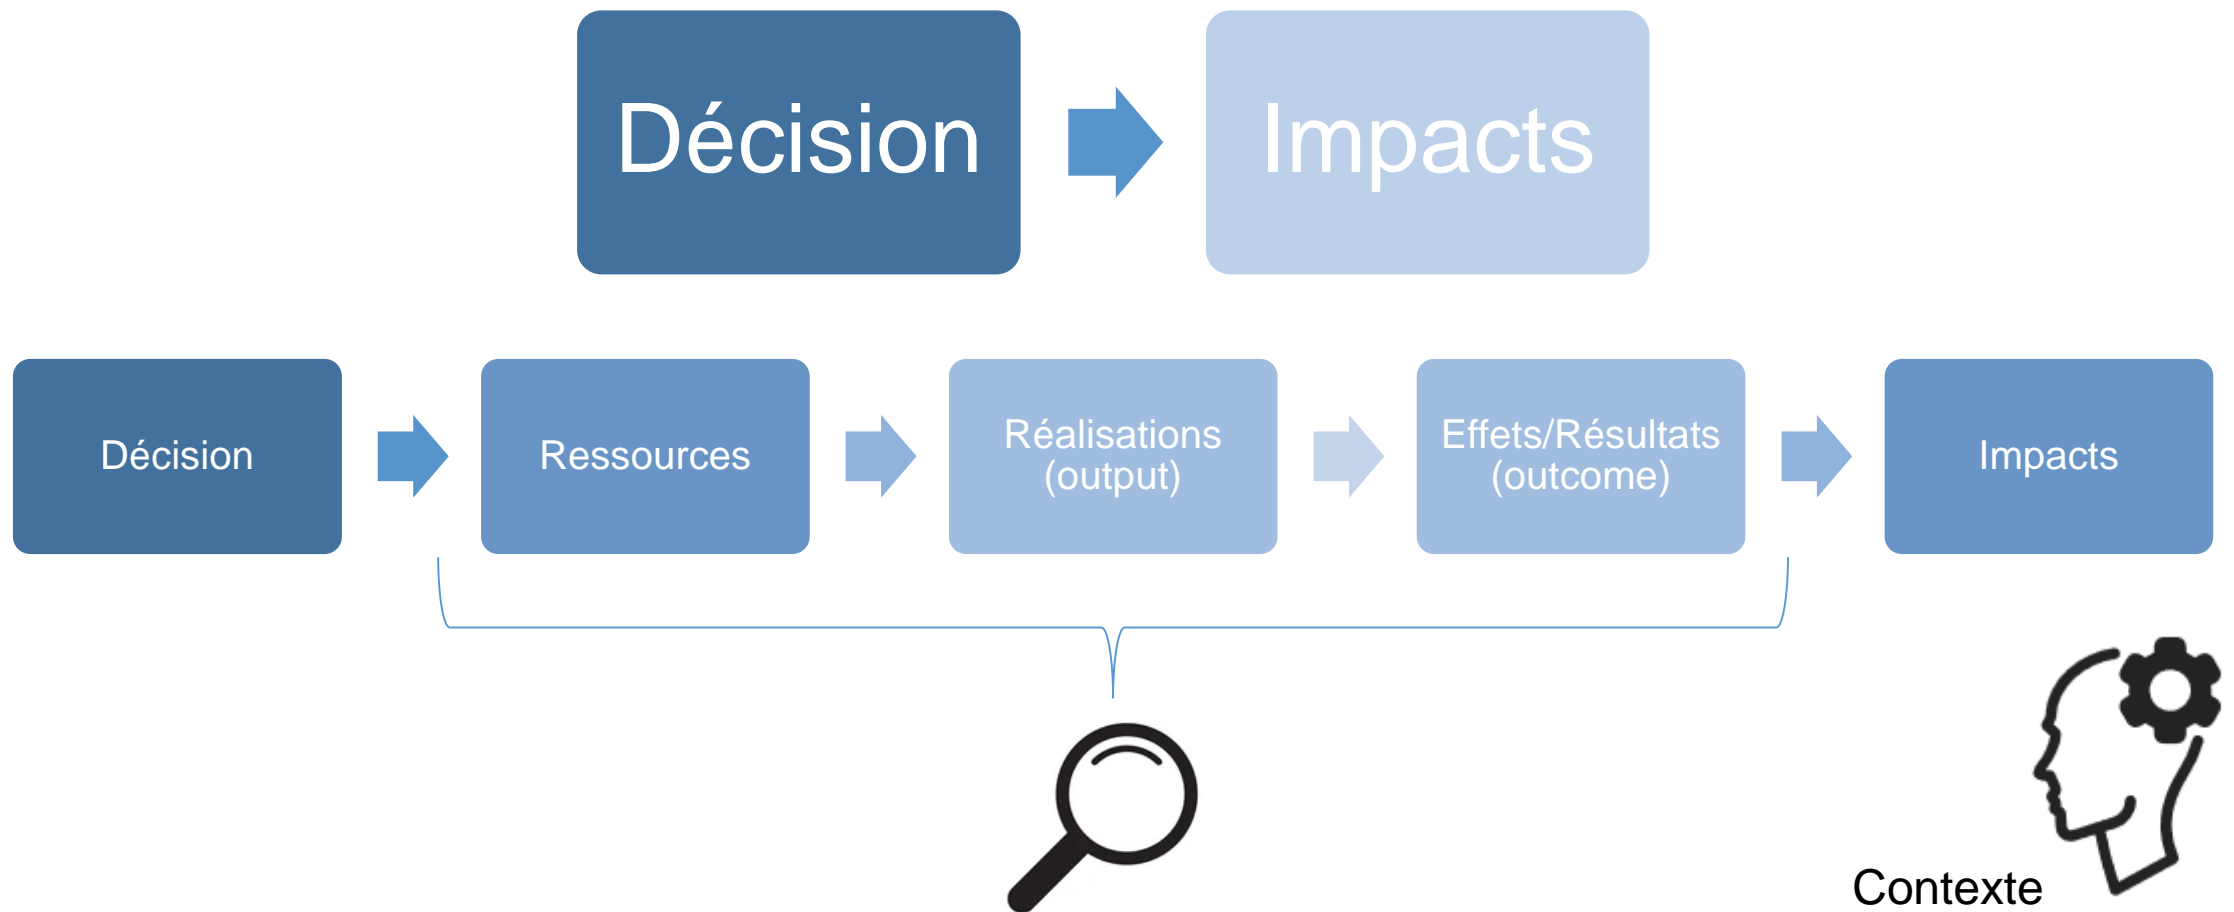 Décision
Impacts
Décision
Ressources
Réalisations
(output)
Effets/Résultats
(outcome)
Impacts
Contexte